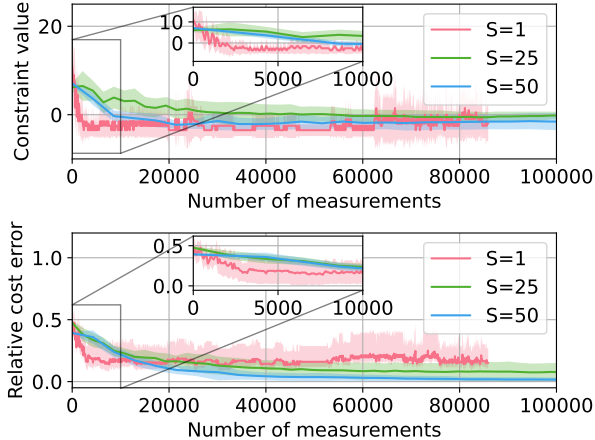 Constraint value
20
0
10
0
0
5000
10000
S=1
S=25
S=50
0
20000
40000
60000
80000
100000
Number of measurements
Relative cost error
1.0
0.5
0.0
0.5
0.0
0
5000
10000
S=1
S=25
S=50
0
20000
40000
60000
80000
100000
Number of measurements